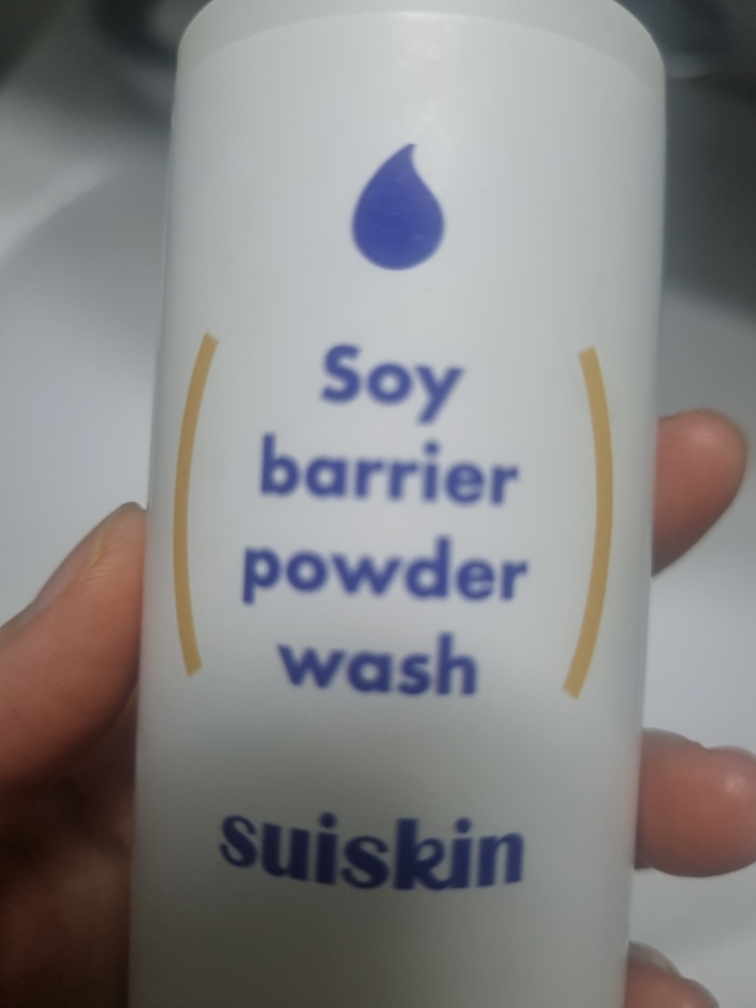 Soy
barrier
powder
wash
suiskin